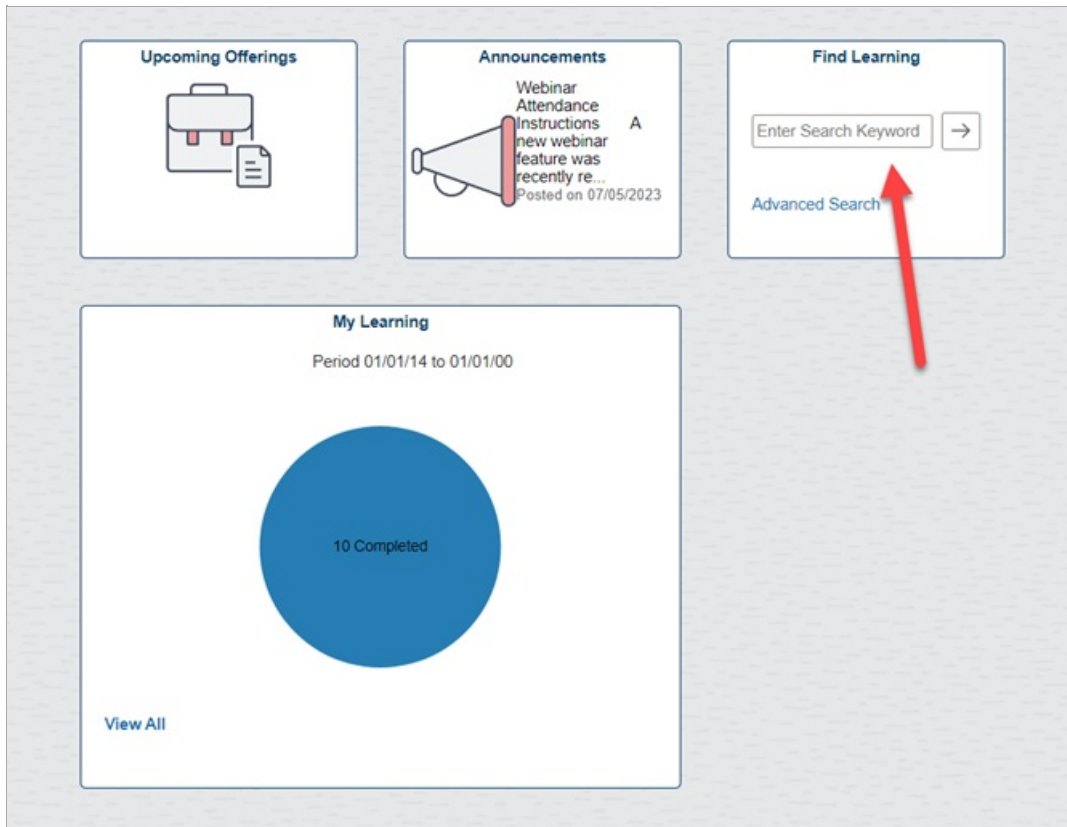 Upcoming Offerings
Announcements
Webinar
Attendance
Instructions A
new webinar
feature was
recently re...
Posted on 07/05/2023
Find Learning
Enter Search Keyword
Advanced Search
My Learning
Period 01/01/14 to 01/01/00
10 Completed
View All